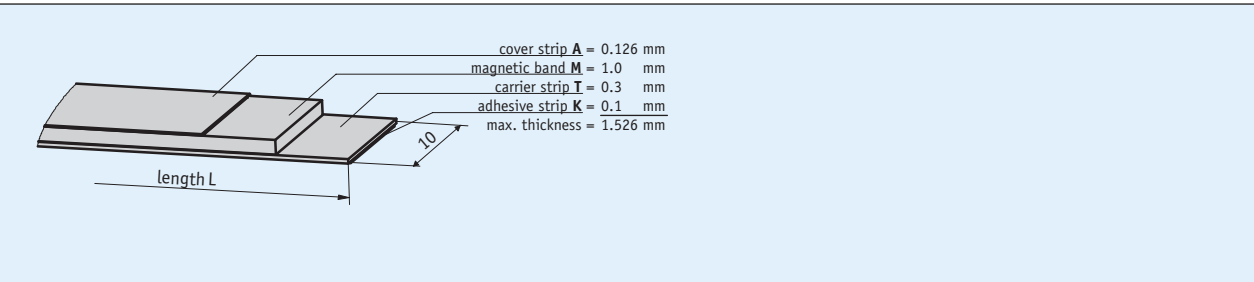 cover strip A = 0.126 mm
magnetic band M = 1.0 mm
carrier strip T = 0.3 mm
adhesive strip K = 0.1 mm
max. thickness = 1.526 mm
10
length L